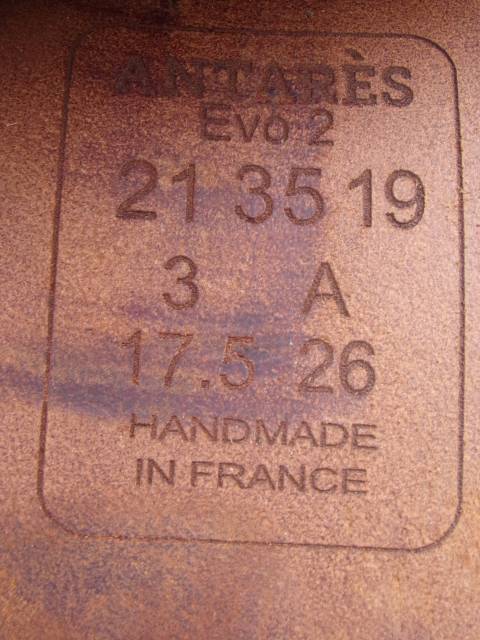 ANTARÈS
Evo 2
21 35 19
3 A
17.5 26
HANDMADE
IN FRANCE